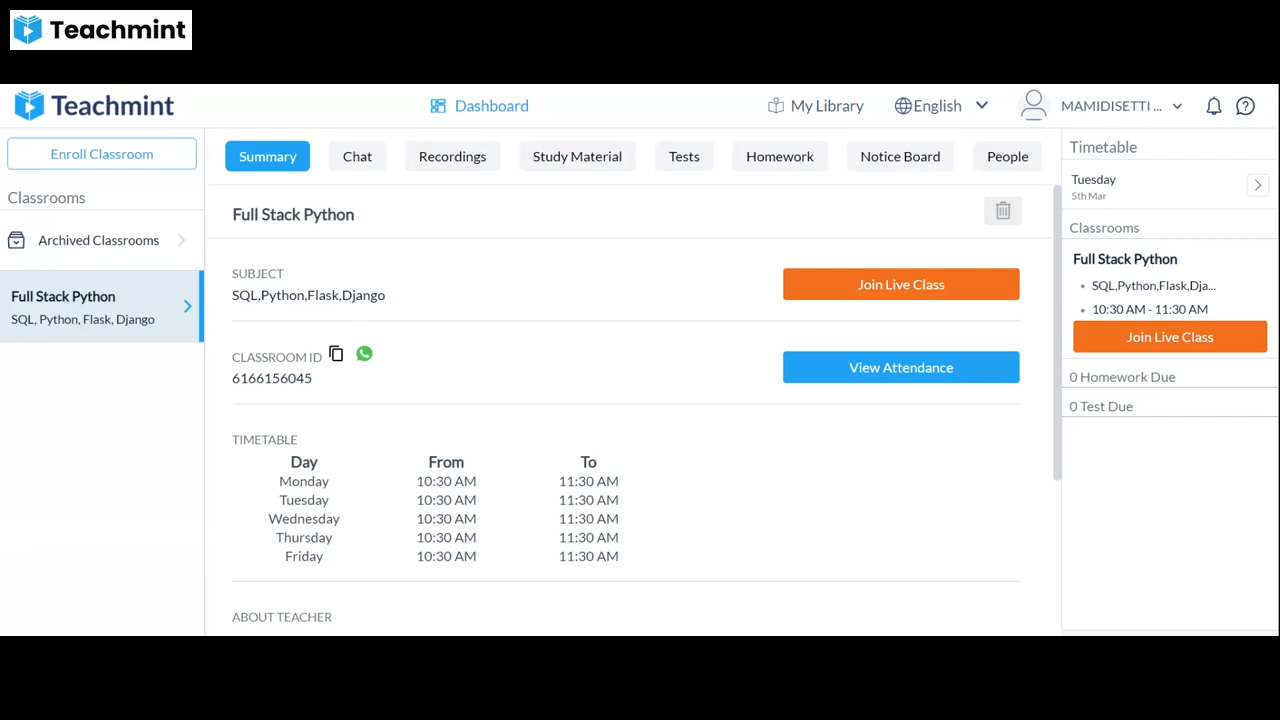 Teachmint
Teachmint
Dashboard
My Library
English
MAMIDISETTI ...
Enroll Classroom
Classrooms
Archived Classrooms
Full Stack Python
SQL, Python, Flask, Django
Summary
Chat
Recordings
Study Material
Tests
Homework
Notice Board
People
Full Stack Python
SUBJECT
SQL,Python,Flask,Django
Join Live Class
CLASSROOM ID
6166156045
View Attendance
TIMETABLE
Day From To
Monday 10:30 AM 11:30 AM
Tuesday 10:30 AM 11:30 AM
Wednesday 10:30 AM 11:30 AM
Thursday 10:30 AM 11:30 AM
Friday 10:30 AM 11:30 AM
ABOUT TEACHER
Timetable
Tuesday
5th Mar
Classrooms
Full Stack Python
SQL,Python,Flask,Dja...
10:30 AM - 11:30 AM
Join Live Class
0 Homework Due
0 Test Due